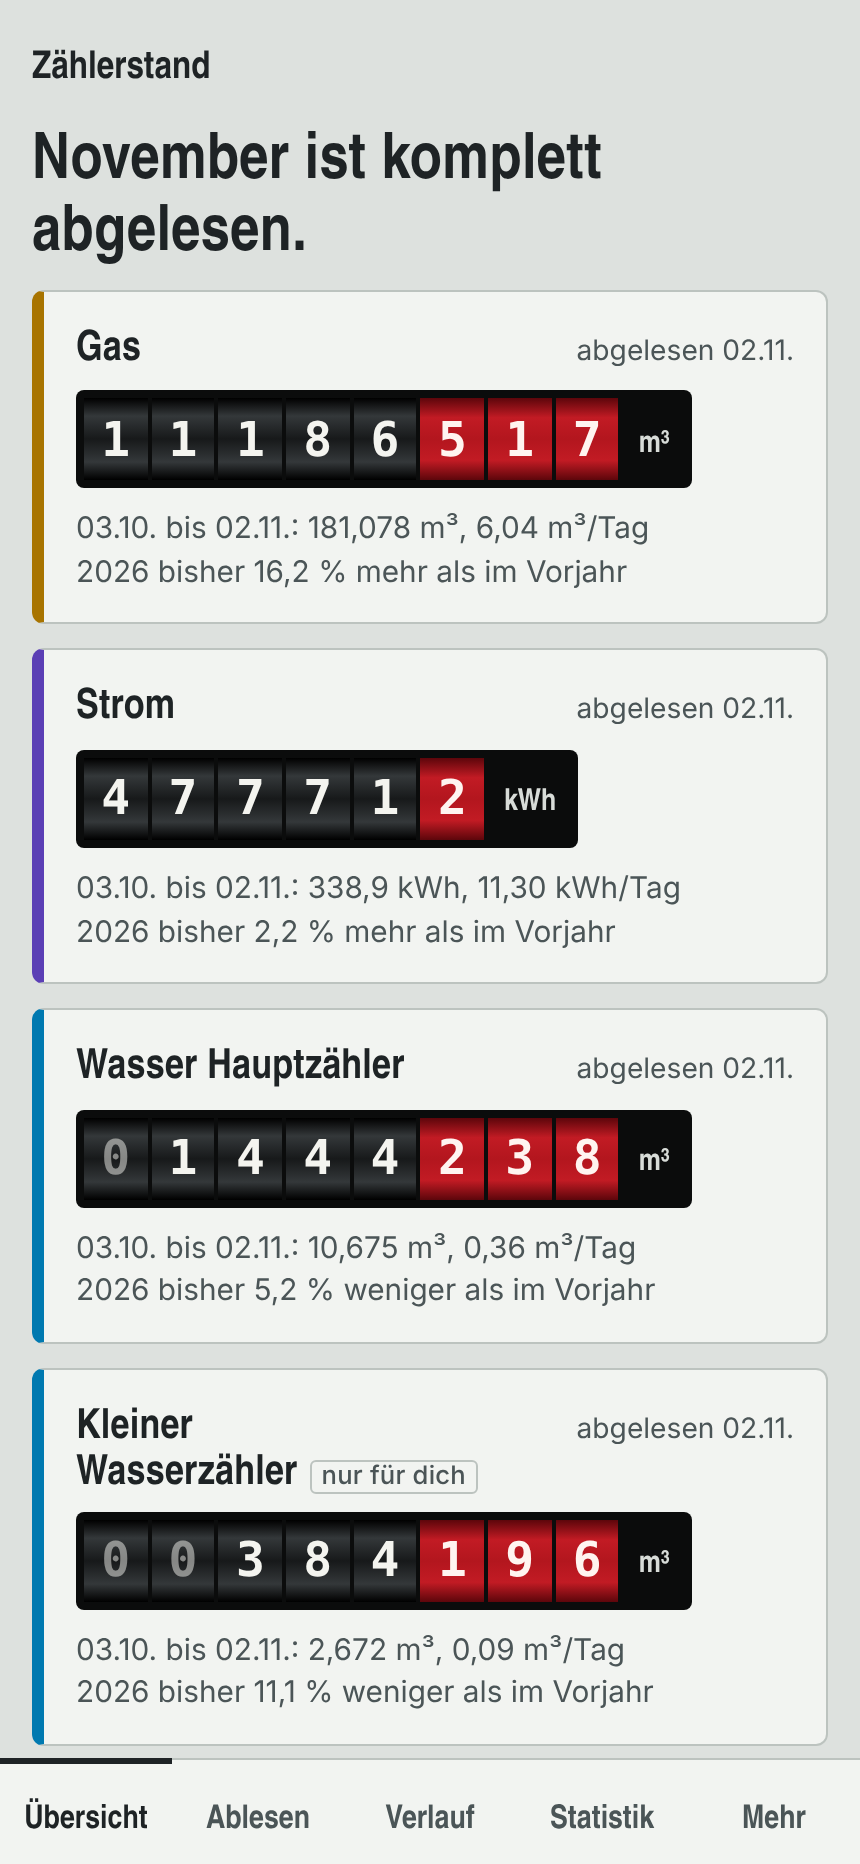 Zählerstand
November ist komplett
abgelesen.
Gas abgelesen 02.11.
1 1 1 8 6 5 1 7 m³
03.10. bis 02.11.: 181,078 m³, 6,04 m³/Tag
2026 bisher 16,2 % mehr als im Vorjahr
Strom abgelesen 02.11.
4 7 7 7 1 2 kWh
03.10. bis 02.11.: 338,9 kWh, 11,30 kWh/Tag
2026 bisher 2,2 % mehr als im Vorjahr
Wasser Hauptzähler abgelesen 02.11.
0 1 4 4 4 2 3 8 m³
03.10. bis 02.11.: 10,675 m³, 0,36 m³/Tag
2026 bisher 5,2 % weniger als im Vorjahr
Kleiner abgelesen 02.11.
Wasserzähler nur für dich
0 0 3 8 4 1 9 6 m³
03.10. bis 02.11.: 2,672 m³, 0,09 m³/Tag
2026 bisher 11,1 % weniger als im Vorjahr
Übersicht Ablesen Verlauf Statistik Mehr